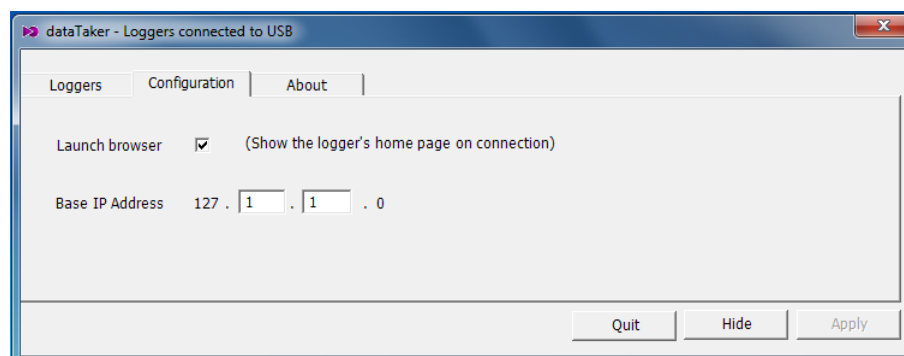 dataTaker - Loggers connected to USB
Loggers Configuration About
Launch browser (Show the logger's home page on connection)
Base IP Address 127 . 1 . 1 . 0
Quit Hide Apply